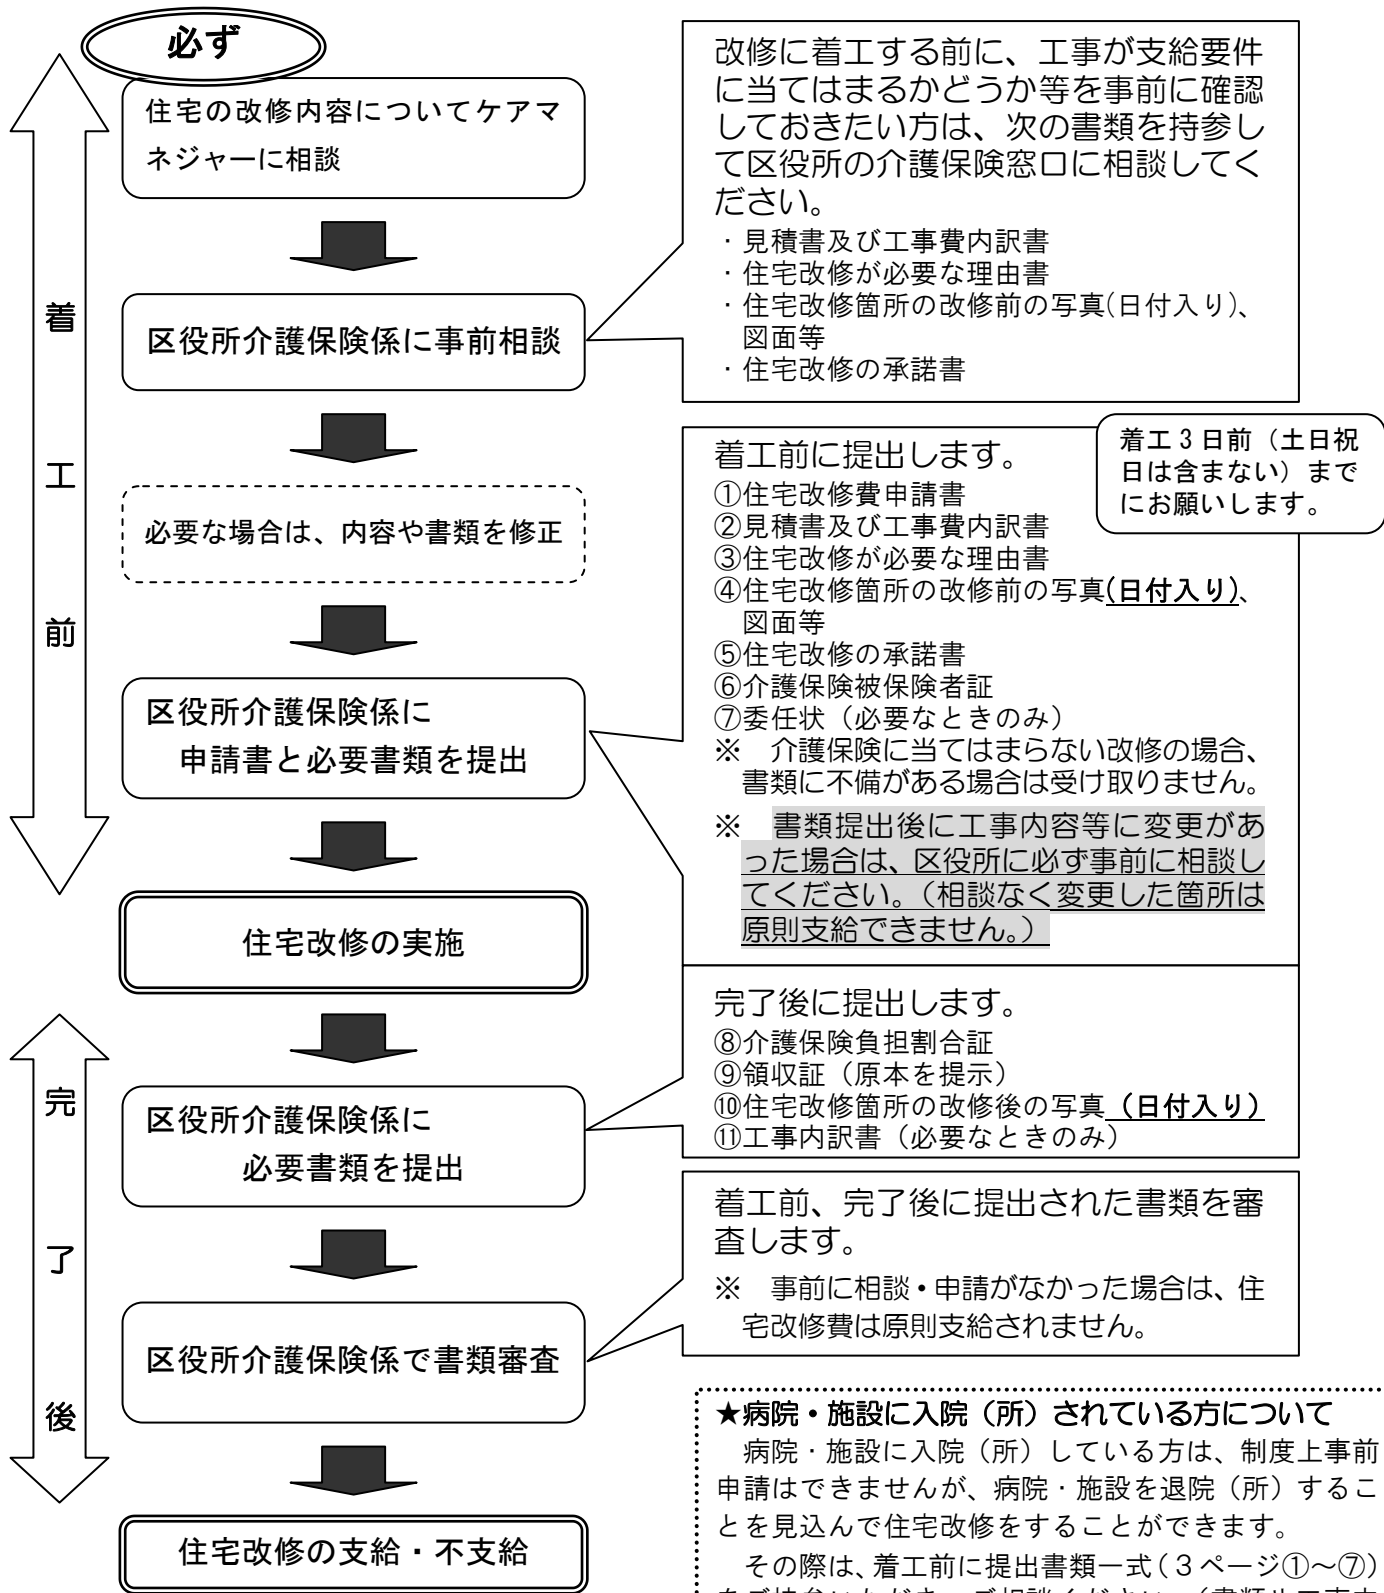 必ず
住宅の改修内容についてケアマ
ネジャーに相談
区役所介護保険係に事前相談
必要な場合は、内容や書類を修正
区役所介護保険係に
申請書と必要書類を提出
住宅改修の実施
区役所介護保険係に
必要書類を提出
区役所介護保険係で書類審査
住宅改修の支給・不支給
着
工
前
完
了
後
改修に着工する前に、工事が支給要件
に当てはまるかどうか等を事前に確認
しておきたい方は、次の書類を持参し
て区役所の介護保険窓口に相談してく
ださい。
・見積書及び工事費内訳書
・住宅改修が必要な理由書
・住宅改修箇所の改修前の写真(日付入り)、
図面等
・住宅改修の承諾書
着工3日前（土日祝
日は含まない）まで
にお願いします。
着工前に提出します。
①住宅改修費申請書
②見積書及び工事費内訳書
③住宅改修が必要な理由書
④住宅改修箇所の改修前の写真(日付入り)、
図面等
⑤住宅改修の承諾書
⑥介護保険被保険者証
⑦委任状（必要なときのみ）
※　介護保険に当てはまらない改修の場合、
書類に不備がある場合は受け取りません。
※　書類提出後に工事内容等に変更があ
った場合は、区役所に必ず事前に相談し
てください。（相談なく変更した箇所は
原則支給できません。）
完了後に提出します。
⑧介護保険負担割合証
⑨領収証（原本を提示）
⑩住宅改修箇所の改修後の写真（日付入り）
⑪工事内訳書（必要なときのみ）
着工前、完了後に提出された書類を審
査します。
※　事前に相談・申請がなかった場合は、住
宅改修費は原則支給されません。
★病院・施設に入院（所）されている方について
病院・施設に入院（所）している方は、制度上事前
申請はできませんが、病院・施設を退院（所）するこ
とを見込んで住宅改修をすることができます。
その際は、着工前に提出書類一式（３ページ①～⑦）